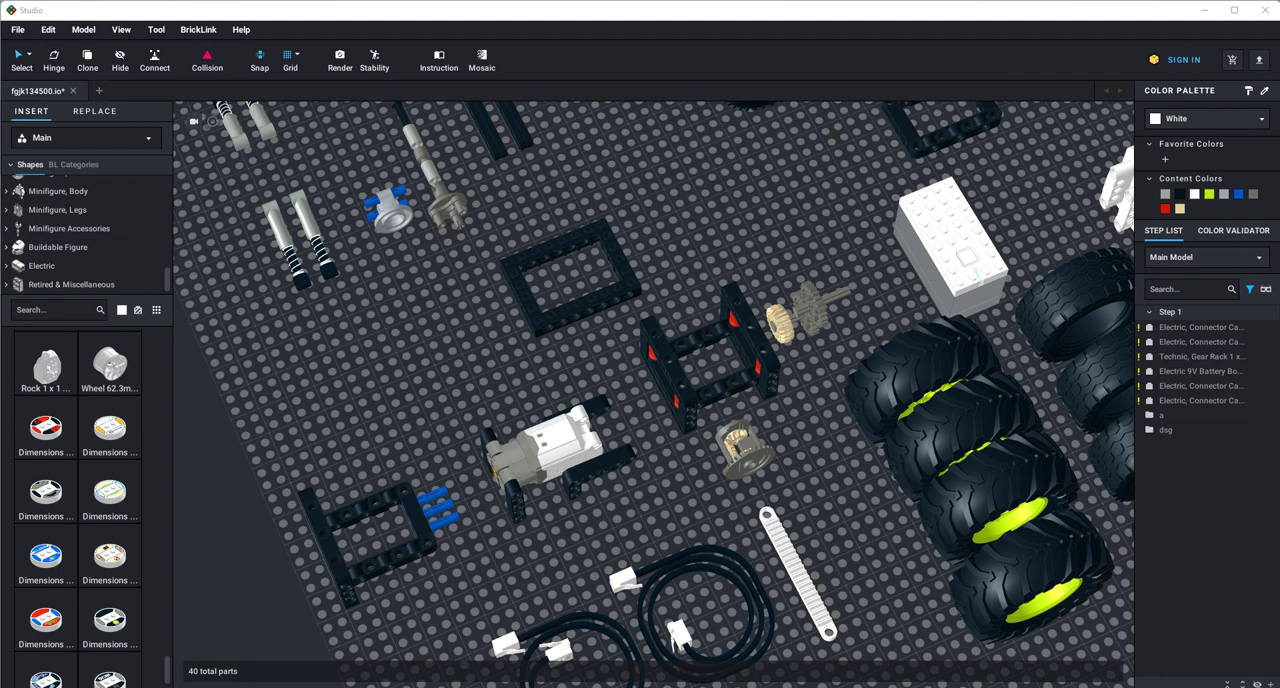 Studio
File Edit Model View Tool BrickLink Help
Select Hinge Clone Hide Connect Collision Snap Grid Render Stability Instruction Mosaic
SIGN IN
fgjk134500.io*
INSERT REPLACE
Main
Shapes BL Categories
Minifigure, Body
Minifigure, Legs
Minifigure Accessories
Buildable Figure
Electric
Retired & Miscellaneous
Search...
Rock 1 x 1 ... Wheel 62.3m...
Dimensions ... Dimensions ...
Dimensions ... Dimensions ...
Dimensions ... Dimensions ...
Dimensions ... Dimensions ...
40 total parts
COLOR PALETTE
White
Favorite Colors
Content Colors
STEP LIST COLOR VALIDATOR
Main Model
Search...
Step 1
Electric, Connector Ca...
Electric, Connector Ca...
Technic, Gear Rack 1 x...
Electric 9V Battery Bo...
Electric, Connector Ca...
Electric, Connector Ca...
a
dsg